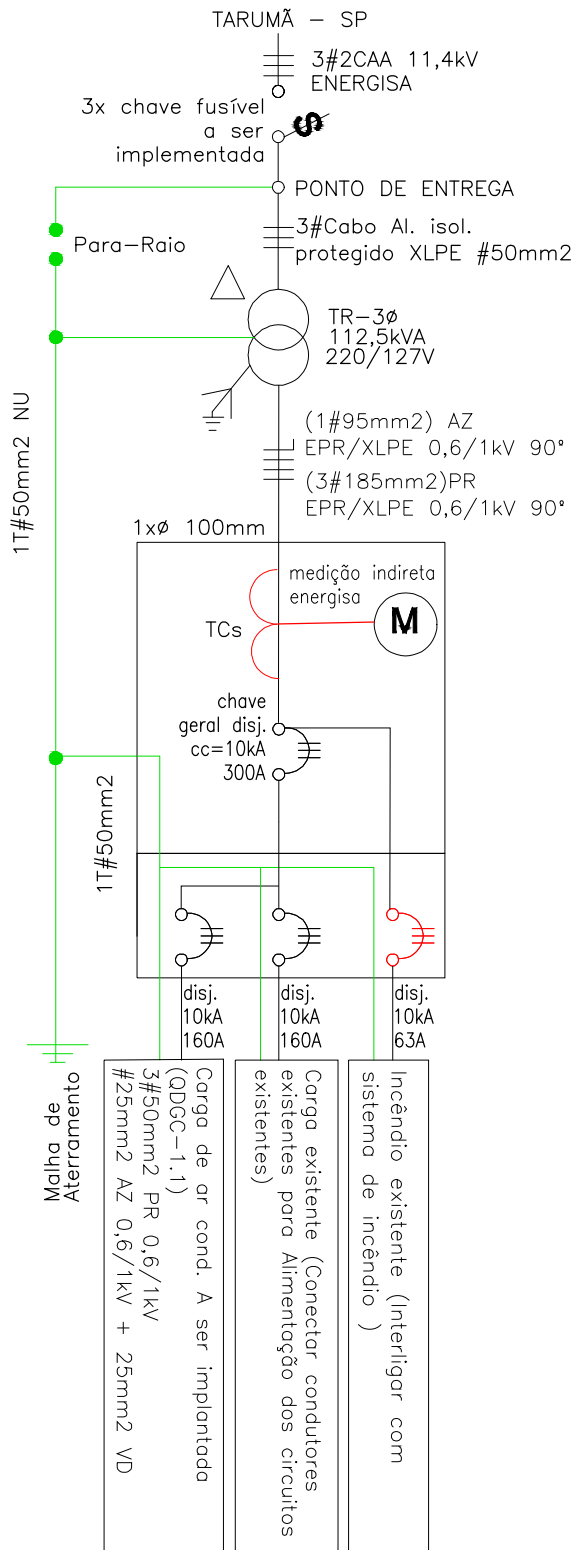 TARUMÃ - SP
3#2CAA 11,4kV
ENERGISA
3x chave fusível
a ser
implementada
S
PONTO DE ENTREGA
3#Cabo Al. isol.
protegido XLPE #50mm2
Para-Raio
TR-3ø
112,5kVA
220/127V
1T#50mm2 NU
(1#95mm2) AZ
EPR/XLPE 0,6/1kV 90°
(3#185mm2)PR
EPR/XLPE 0,6/1kV 90°
1xø 100mm
medição indireta
energisa
TCs
M
chave
geral disj.
cc=10kA
300A
1T#50mm2
disj.
10kA
160A
disj.
10kA
160A
disj.
10kA
63A
Malha de
Aterramento
Carga de ar cond. A ser implantada
(QDGC-1.1)
3#50mm2 PR 0,6/1kV
#25mm2 AZ 0,6/1kV + 25mm2 VD
Carga existente (Conectar condutores
existentes para Alimentação dos circuitos
existentes)
Incêndio existente (Interligar com
sistema de incêndio )